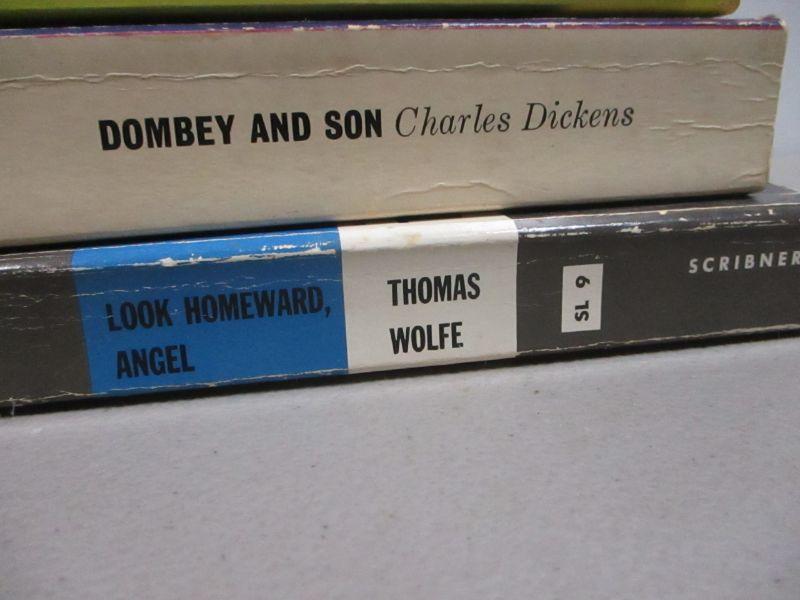 DOMBEY AND SON Charles Dickens
LOOK HOMEWARD,
ANGEL
THOMAS
WOLFE
SL 9
SCRIBNER